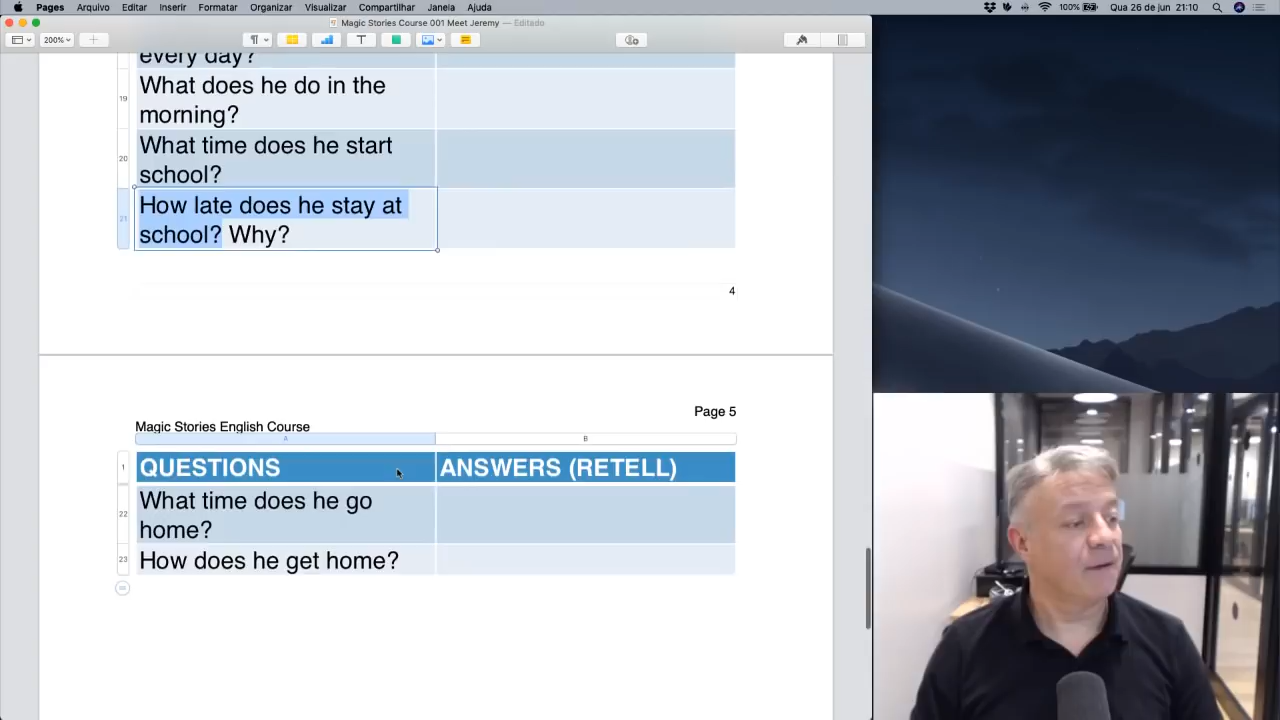 Pages Arquivo Editar Inserir Formatar Organizar Visualizar Compartilhar Janela Ajuda 100% Qua 26 de jun 21:10
Magic Stories Course 001 Meet Jeremy — Editado
200%
every day?
19
What does he do in the
morning?
20
What time does he start
school?
21
How late does he stay at
school? Why?
4
Page 5
Magic Stories English Course
A B
1 QUESTIONS ANSWERS (RETELL)
22
What time does he go
home?
23 How does he get home?